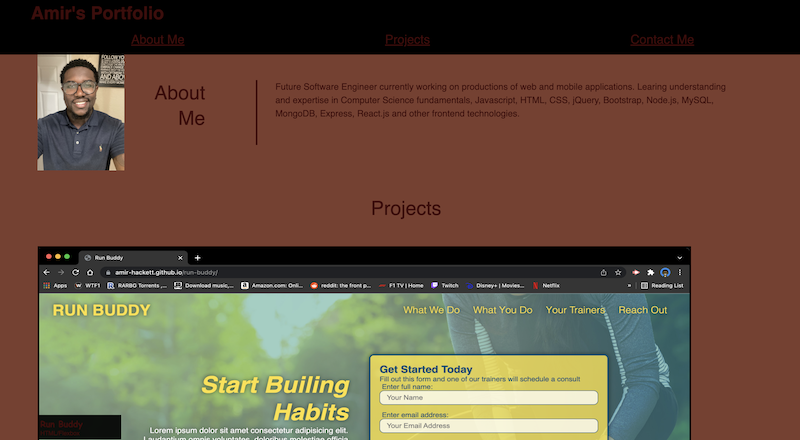 Amir's Portfolio
About Me Projects Contact Me
About
Me
Future Software Engineer currently working on productions of web and mobile applications. Learing understanding
and expertise in Computer Science fundamentals, Javascript, HTML, CSS, jQuery, Bootstrap, Node.js, MySQL,
MongoDB, Express, React.js and other frontend technologies.
Projects
Run Buddy
amir-hackett.github.io/run-buddy/
Apps WTF1 RARBG Torrents ,... Download music,... Amazon.com: Onli... reddit: the front p... F1 TV | Home Twitch Disney+ | Movies... Netflix » Reading List
RUN BUDDY What We Do What You Do Your Trainers Reach Out
Start Builing
Habits
Lorem ipsum dolor sit amet consectetur adipisicing elit.
Laudantium omnis voluptates, doloribus molestiae officia
Get Started Today
Fill out this form and one of our trainers will schedule a consult
Enter full name:
Your Name
Enter email address:
Your Email Address
Run Buddy